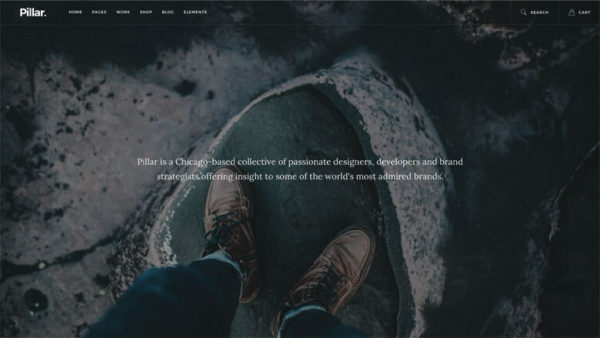 Pillar.
HOME PAGES WORK SHOP BLOG ELEMENTS
SEARCH CART
Pillar is a Chicago-based collective of passionate designers, developers and brand
strategists offering insight to some of the world's most admired brands.